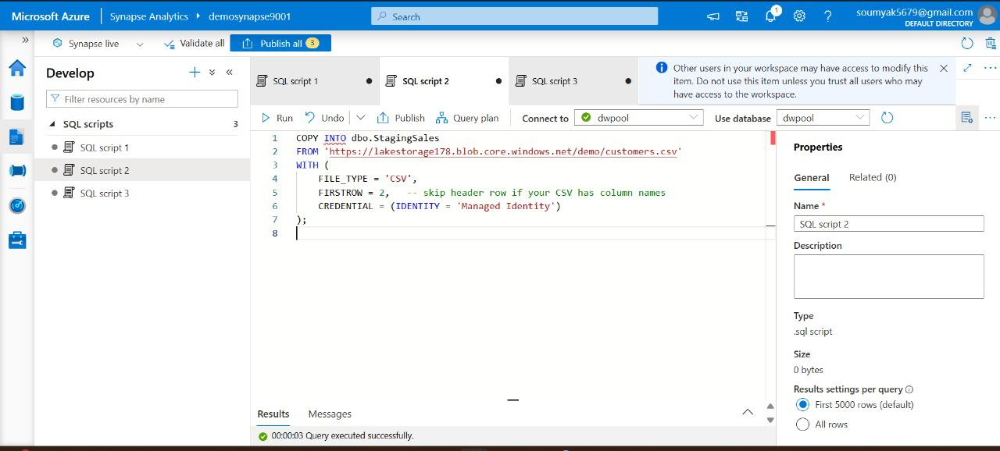 Microsoft Azure
Synapse Analytics
demosynapse9001
Search
1
soumyak5679@gmail.com
DEFAULT DIRECTORY
Synapse live
Validate all
Publish all 3
Develop
Filter resources by name
SQL scripts 3
SQL script 1
SQL script 2
SQL script 3
SQL script 1
SQL script 2
SQL script 3
Other users in your workspace may have access to modify this
item. Do not use this item unless you trust all users who may
have access to the workspace.
Run
Undo
Publish
Query plan
Connect to
dwpool
Use database
dwpool
1 COPY INTO dbo.StagingSales
2 FROM 'https://lakestorage178.blob.core.windows.net/demo/customers.csv'
3 WITH (
4 FILE_TYPE = 'CSV',
5 FIRSTROW = 2, -- skip header row if your CSV has column names
6 CREDENTIAL = (IDENTITY = 'Managed Identity')
7 );
8
Results
Messages
00:00:03 Query executed successfully.
Properties
General
Related (0)
Name *
SQL script 2
Description
Type
.sql script
Size
0 bytes
Results settings per query
First 5000 rows (default)
All rows